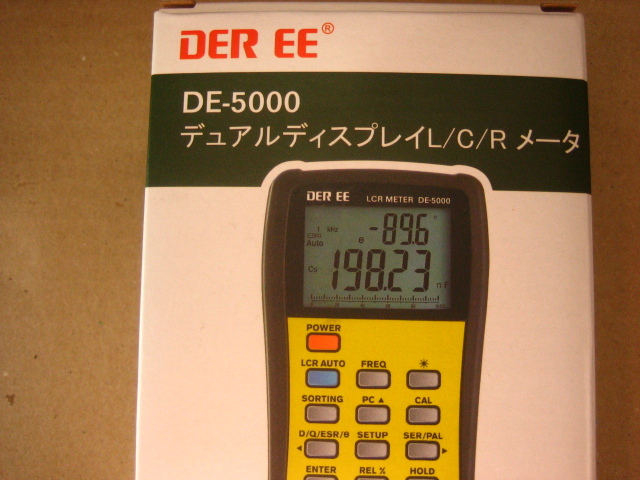 DER EE®
DE-5000
デュアルディスプレイL/C/R メータ
DER EE LCR METER DE-5000
-89.6 °
1 kHz
Auto θ
Cs 198.23 nF
POWER
LCR AUTO FREQ ☀
SORTING PC ▲ CAL
D/Q/ESR/θ SETUP SER/PAL
◀ ▶
ENTER REL % HOLD